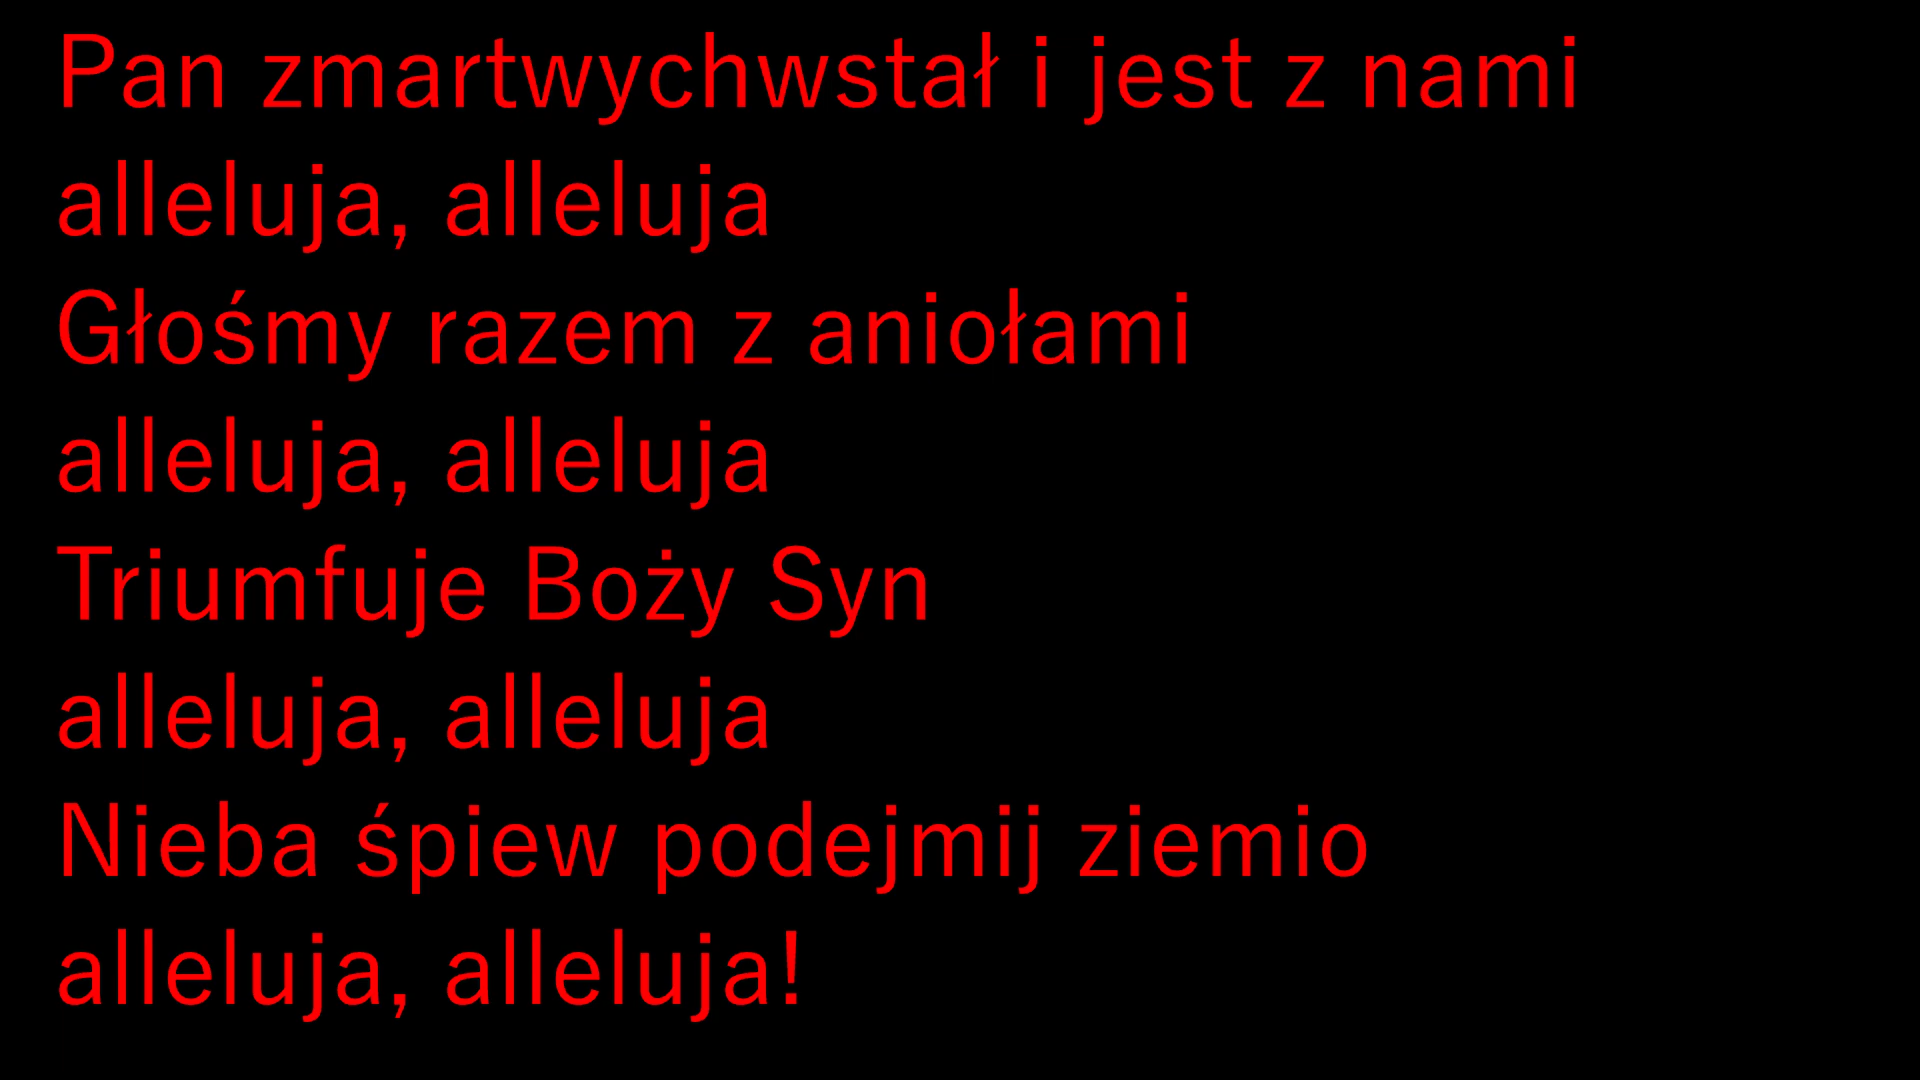 Pan zmartwychwstał i jest z nami
alleluja, alleluja
Głośmy razem z aniołami
alleluja, alleluja
Triumfuje Boży Syn
alleluja, alleluja
Nieba śpiew podejmij ziemio
alleluja, alleluja!